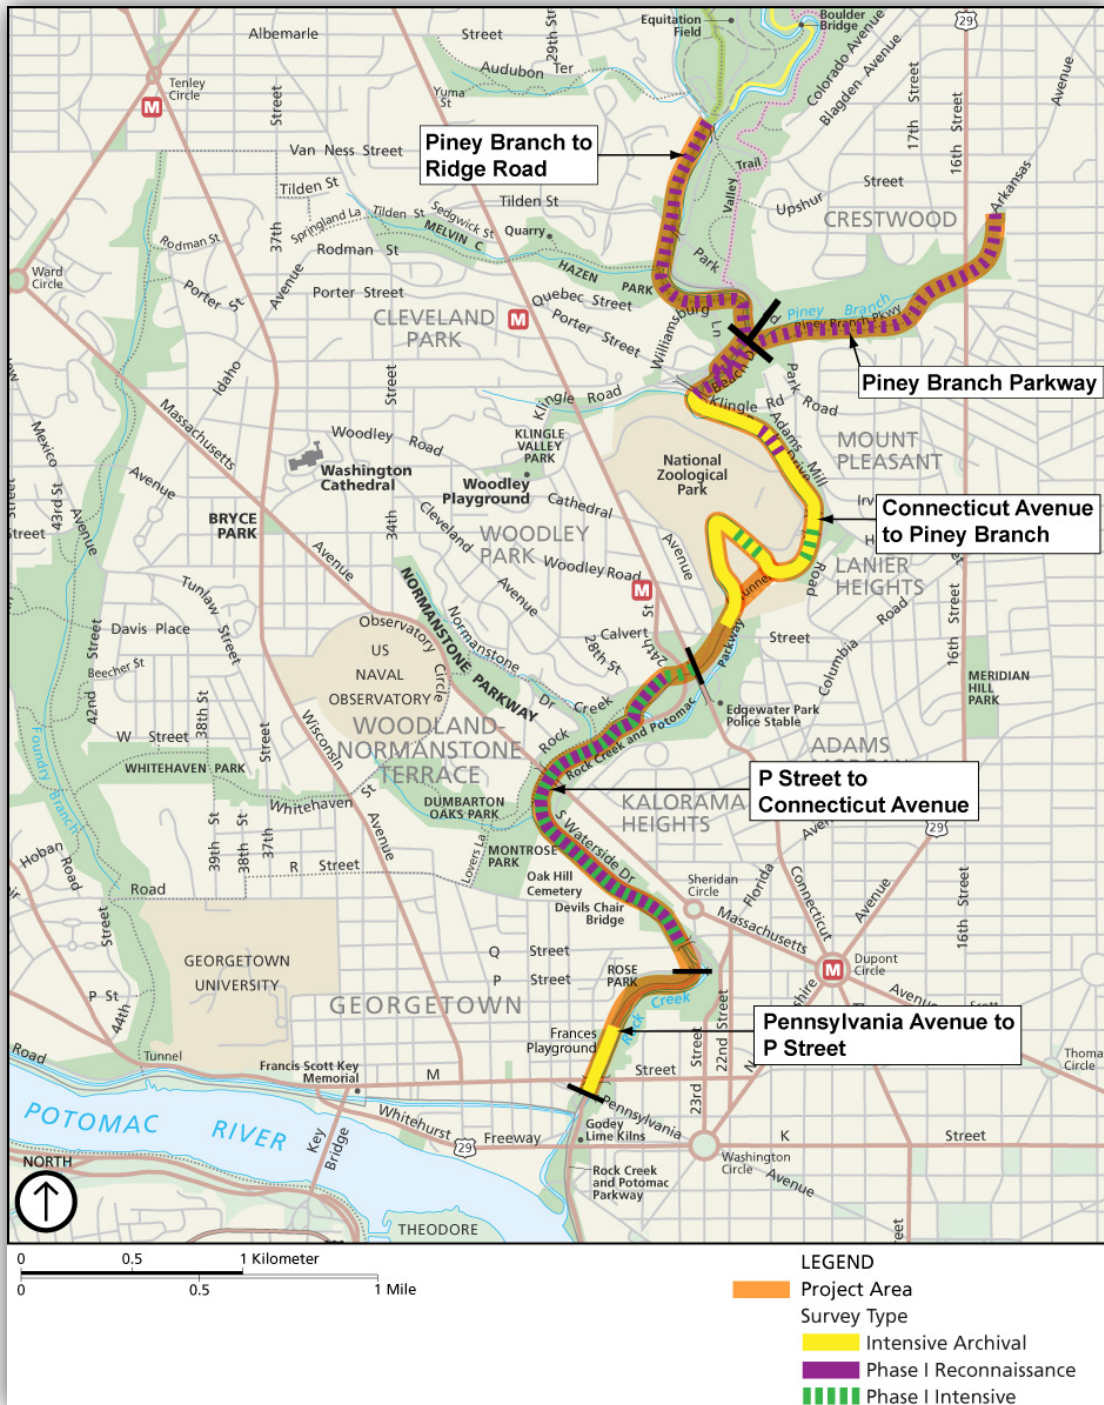 Albemarle
Street
29th St
Equitation
Field
Boulder
Bridge
29
Colorado Avenue
Blagden Avenue
17th Street
16th Street
Avenue
Tenley
Circle
M
Street
Audubon Ter
Yuma
St
Van Ness Street
Piney Branch to
Ridge Road
Tilden St
Springland La
Tilden St
Sedgwick St
Tilden St
MELVIN C
Quarry
HAZEN PARK
Rodman St
Rodman St
37th
Valley Trail
Park
Upshur
Street
CRESTWOOD
Arkansas
Ward
Circle
Porter St
Avenue
Porter Street
CLEVELAND
PARK
M
Quebec Street
Porter Street
Williamsburg Ln
Piney Branch
Piney Branch Pkwy
Piney Branch Parkway
Idaho
Street
Klingle Road
Beach D
Klingle Rd
Park Road
Adams Mill
Drive
MOUNT
PLEASANT
Massachusetts
Avenue
New Mexico
Street
43rd St
Avenue
Woodley Road
Washington
Cathedral
KLINGLE
VALLEY
PARK
Woodley
Playground
Cathedral
National
Zoological
Park
34th
BRYCE
PARK
Cleveland
Avenue
WOODLEY
PARK
Woodley Road
Avenue
Irv
Connecticut Avenue
to Piney Branch
LANIER
HEIGHTS
Road
Tunnel
Street
Avenue
M
NORMANSTONE PARKWAY
Normanstone
Dr
Tunlaw
Street
Davis Place
Beecher St
42nd
Street
Observatory
Circle
US
NAVAL
OBSERVATORY
Calvert
28th St
24th St
Parkway
Street
Columbia
Road
16th Street
MERIDIAN
HILL
PARK
38th St
W Street
Street
Wisconsin
WOODLAND-
NORMANSTONE
TERRACE
Rock Creek
Rock Creek and Potomac
Edgewater Park
Police Stable
ADAMS
Foundry Branch
WHITEHAVEN PARK
Whitehaven
St
DUMBARTON
OAKS PARK
P Street to
Connecticut Avenue
KALORAMA
HEIGHTS
29
Avenue
39th St
38th St
37th
Hoban
Road
R Street
Lovers La
MONTROSE
PARK
S Waterside Dr
Oak Hill
Cemetery
Devils Chair
Bridge
Sheridan
Circle
Florida
Connecticut
Avenue
16th Street
Massachusetts
Road
Street
GEORGETOWN
UNIVERSITY
Q Street
P Street
ROSE
PARK
M
Dupont
Circle
Avenue
P St
44th
GEORGETOWN
Rock Creek
22nd Street
Pennsylvania Avenue to
P Street
Frances
Playground
23rd
Street
Thomas
Circle
Road
Tunnel
Francis Scott Key
Memorial
M
Street
POTOMAC RIVER
Key
Bridge
Whitehurst
29
Freeway
Pennsylvania
Godey
Lime Kilns
K
Street
Washington
Circle
Avenue
NORTH
Rock Creek
and Potomac
Parkway
THEODORE
0 0.5 1 Kilometer
0 0.5 1 Mile
LEGEND
Project Area
Survey Type
Intensive Archival
Phase I Reconnaissance
Phase I Intensive